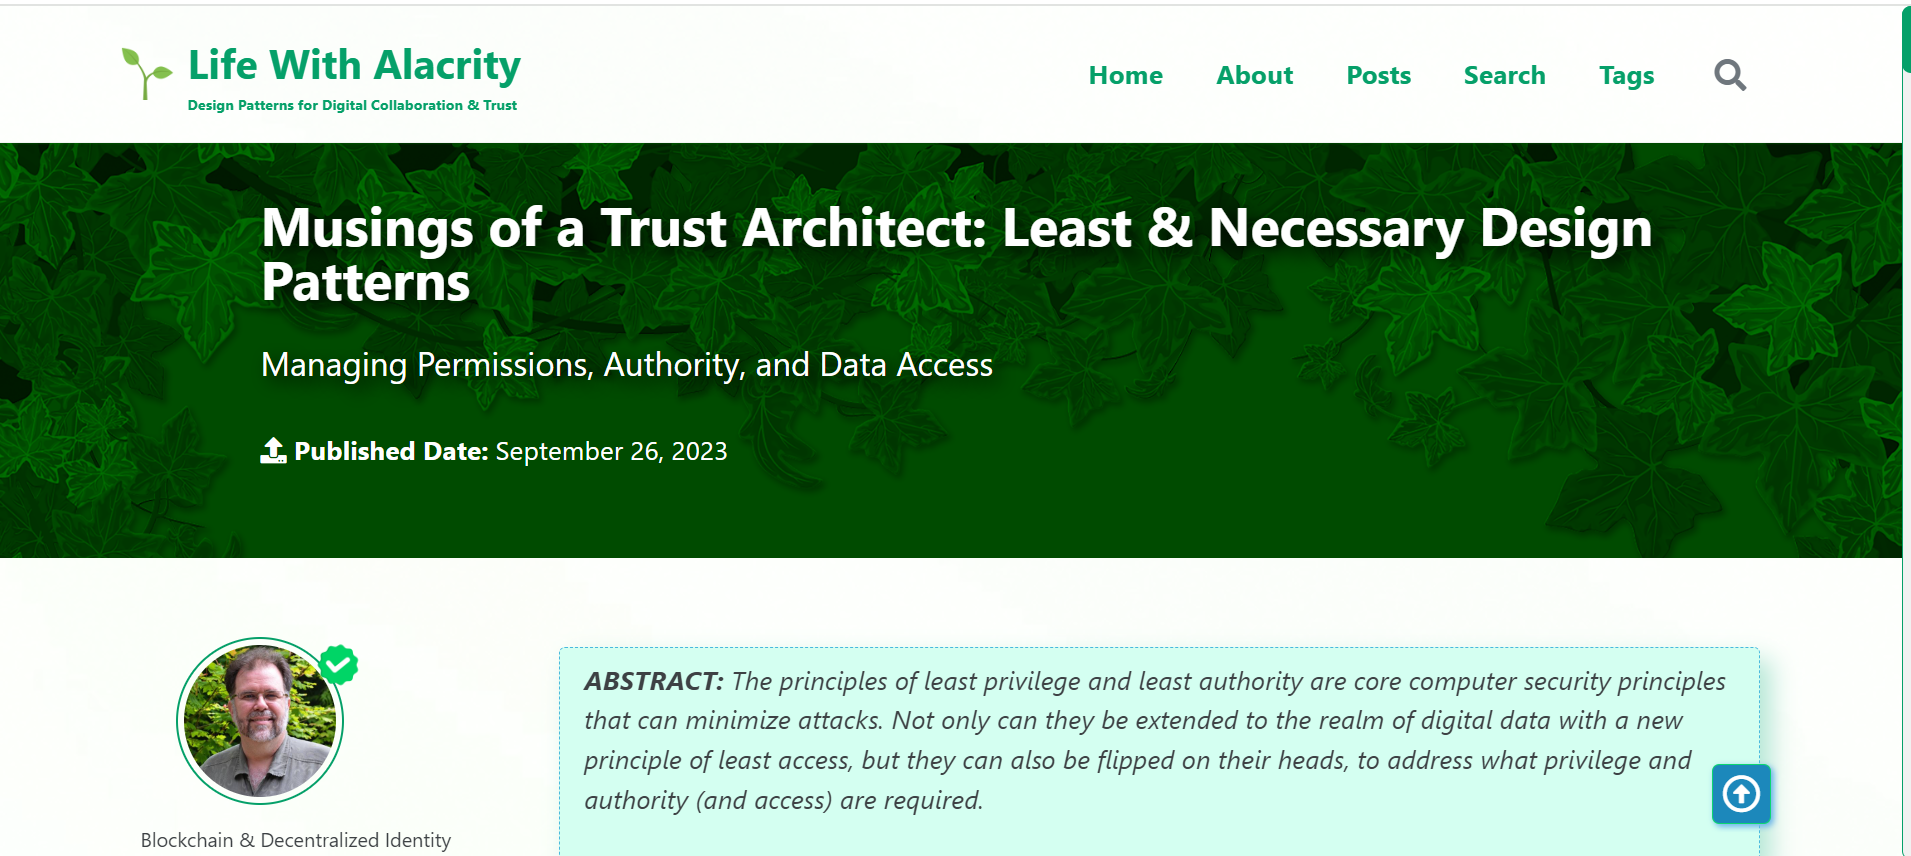 Life With Alacrity
Design Patterns for Digital Collaboration & Trust
Home About Posts Search Tags
Musings of a Trust Architect: Least & Necessary Design
Patterns
Managing Permissions, Authority, and Data Access
Published Date: September 26, 2023
Blockchain & Decentralized Identity
ABSTRACT: The principles of least privilege and least authority are core computer security principles
that can minimize attacks. Not only can they be extended to the realm of digital data with a new
principle of least access, but they can also be flipped on their heads, to address what privilege and
authority (and access) are required.